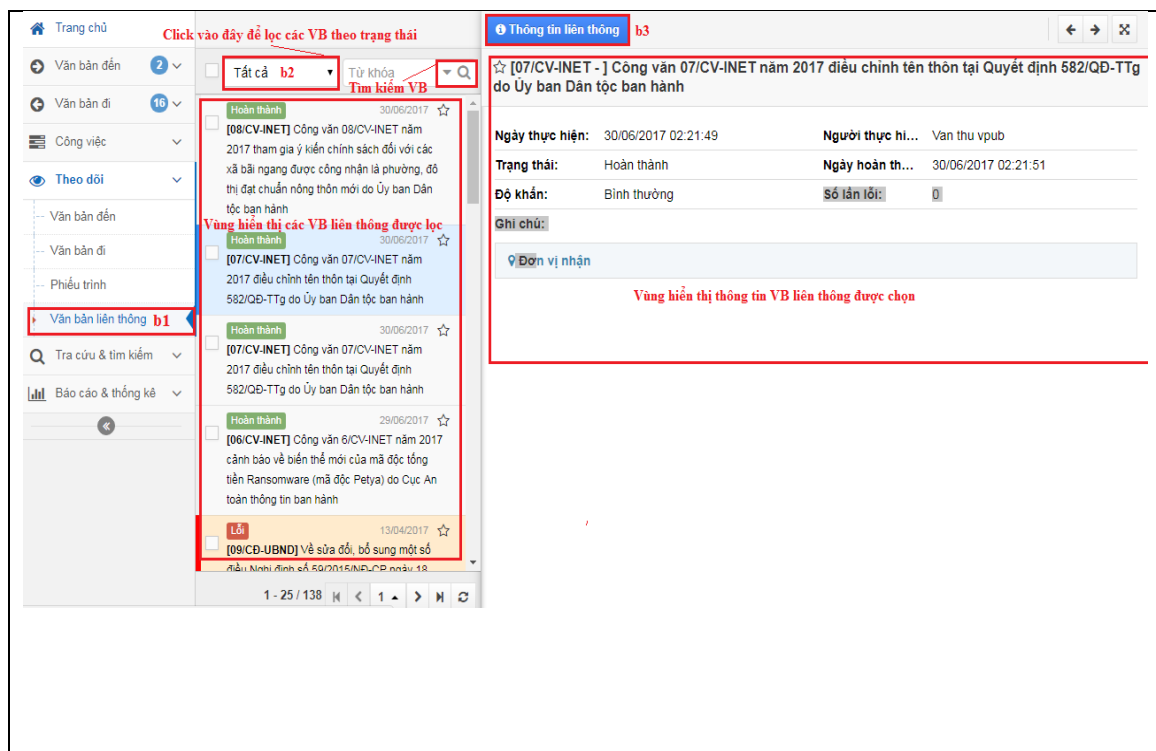 Trang chủ
Văn bản đến 2
Văn bản đi 16
Công việc
Theo dõi
Văn bản đến
Văn bản đi
Phiếu trình
Văn bản liên thông b1
Tra cứu & tìm kiếm
Báo cáo & thống kê
Click vào đây để lọc các VB theo trạng thái
Tất cả b2
Từ khóa
Tìm kiếm VB
Hoàn thành 30/06/2017
[08/CV-INET] Công văn 08/CV-INET năm
2017 tham gia ý kiến chính sách đối với các
xã bãi ngang được công nhận là phường, đô
thị đạt chuẩn nông thôn mới do Ủy ban Dân
tộc ban hành
Vùng hiển thị các VB liên thông được lọc
Hoàn thành 30/06/2017
[07/CV-INET] Công văn 07/CV-INET năm
2017 điều chỉnh tên thôn tại Quyết định
582/QĐ-TTg do Ủy ban Dân tộc ban hành
Hoàn thành 30/06/2017
[07/CV-INET] Công văn 07/CV-INET năm
2017 điều chỉnh tên thôn tại Quyết định
582/QĐ-TTg do Ủy ban Dân tộc ban hành
Hoàn thành 29/06/2017
[06/CV-INET] Công văn 6/CV-INET năm 2017
cảnh báo về biến thể mới của mã độc tống
tiền Ransomware (mã độc Petya) do Cục An
toàn thông tin ban hành
Lỗi 13/04/2017
[09/CĐ-UBND] Về sửa đổi, bổ sung một số
điều Nghị định số 59/2015/NĐ-CP ngày 18
1 - 25 / 138 1
Thông tin liên thông b3
[07/CV-INET - ] Công văn 07/CV-INET năm 2017 điều chỉnh tên thôn tại Quyết định 582/QĐ-TTg
do Ủy ban Dân tộc ban hành
Ngày thực hiện: 30/06/2017 02:21:49 Người thực hi... Van thu vpub
Trạng thái: Hoàn thành Ngày hoàn th... 30/06/2017 02:21:51
Độ khẩn: Bình thường Số lần lỗi: 0
Ghi chú:
Đơn vị nhận
Vùng hiển thị thông tin VB liên thông được chọn